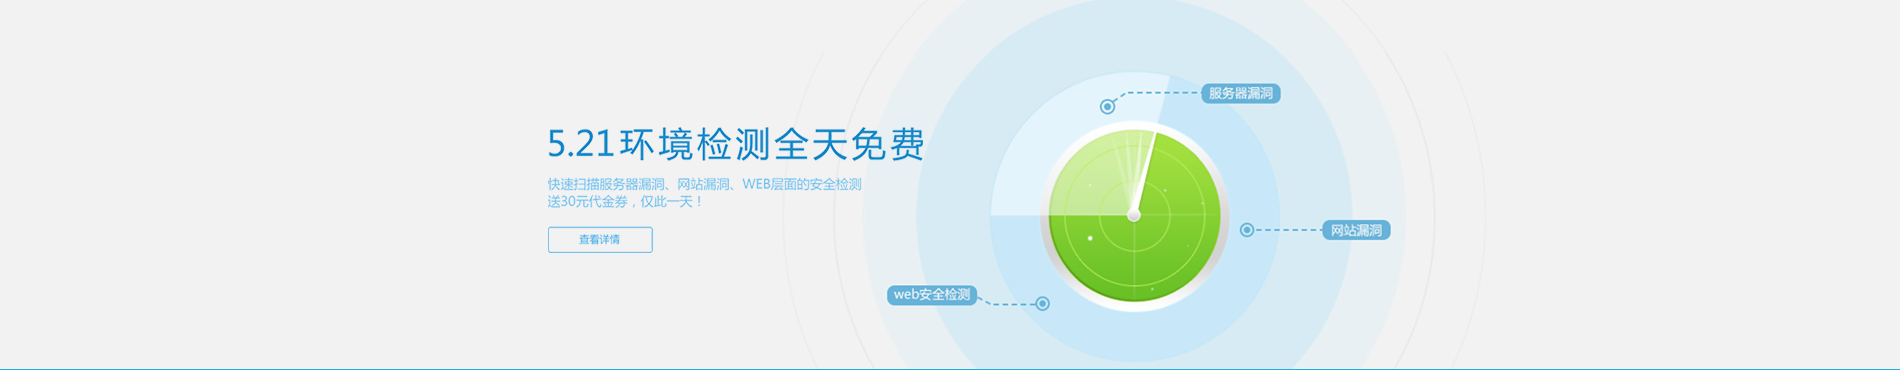 5.21环境检测全天免费
快速扫描服务器漏洞、网站漏洞、WEB层面的安全检测
送30元代金券，仅此一天！
查看详情
服务器漏洞
网站漏洞
web安全检测